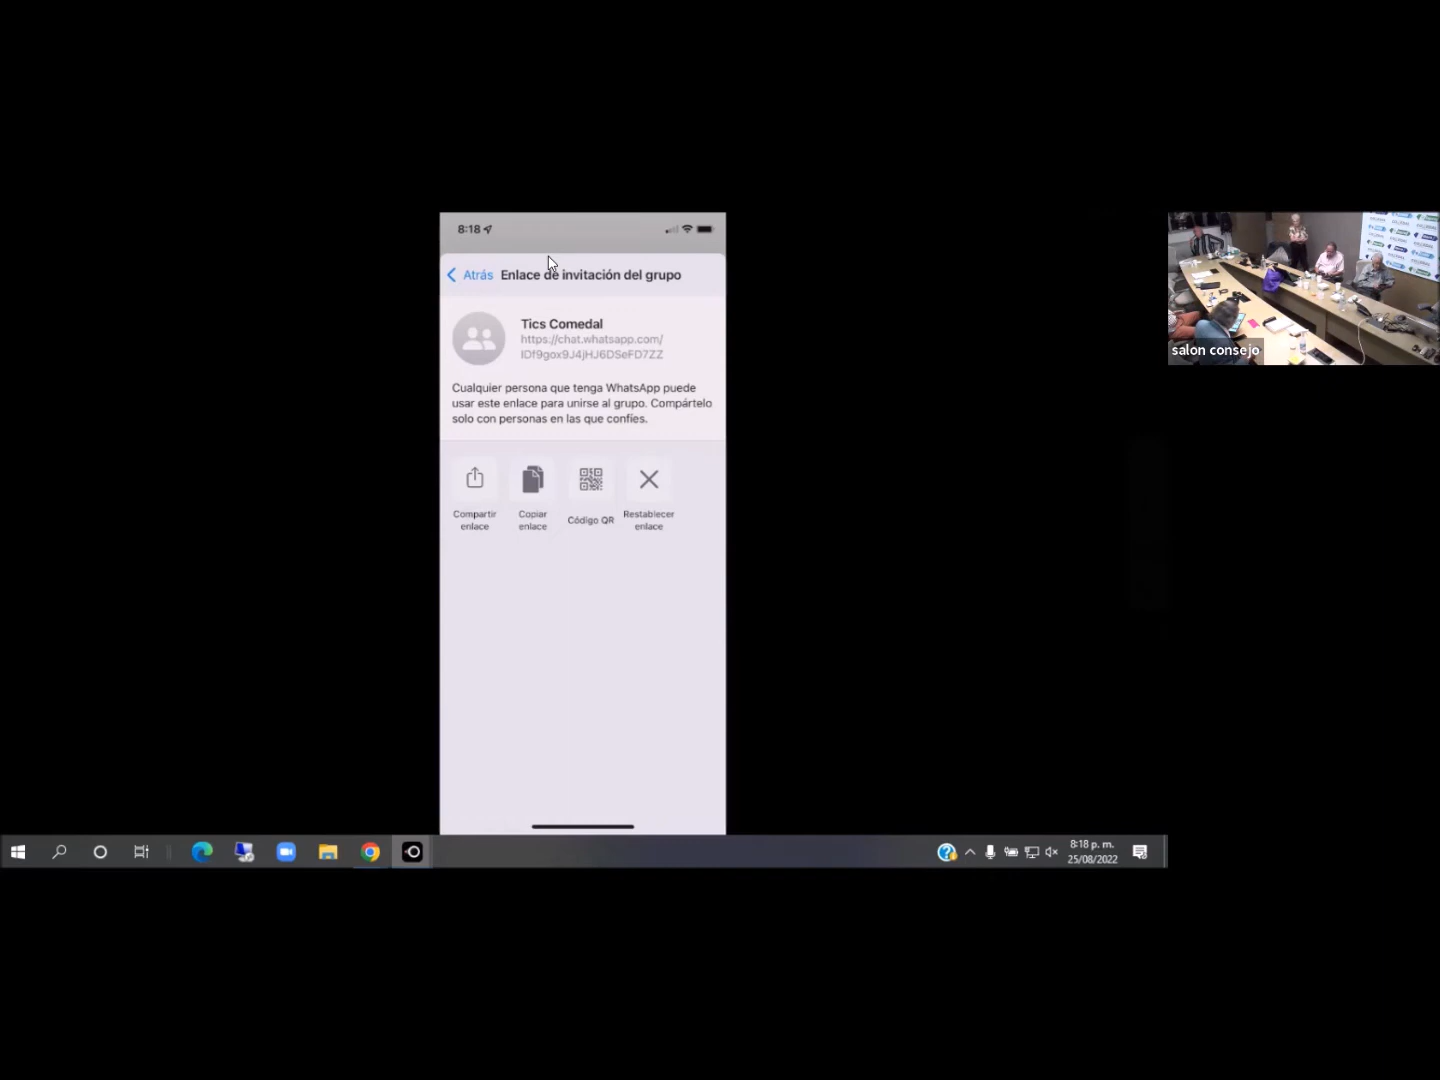 8:18
Atrás Enlace de invitación del grupo
Tics Comedal
https://chat.whatsapp.com/
IDf9gox9J4jHJ6DSeFD7ZZ
Cualquier persona que tenga WhatsApp puede
usar este enlace para unirse al grupo. Compártelo
solo con personas en las que confíes.
Compartir
enlace
Copiar
enlace
Código QR
Restablecer
enlace
salon consejo
8:18 p. m.
25/08/2022